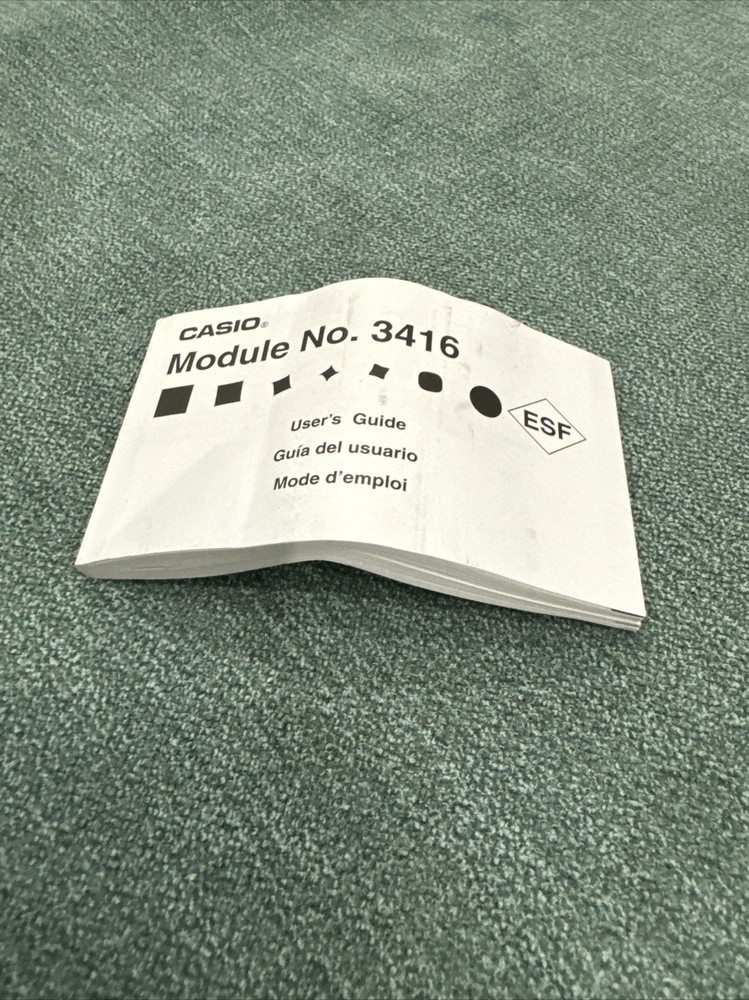 CASIO®
Module No. 3416
ESF
User's Guide
Guía del usuario
Mode d'emploi